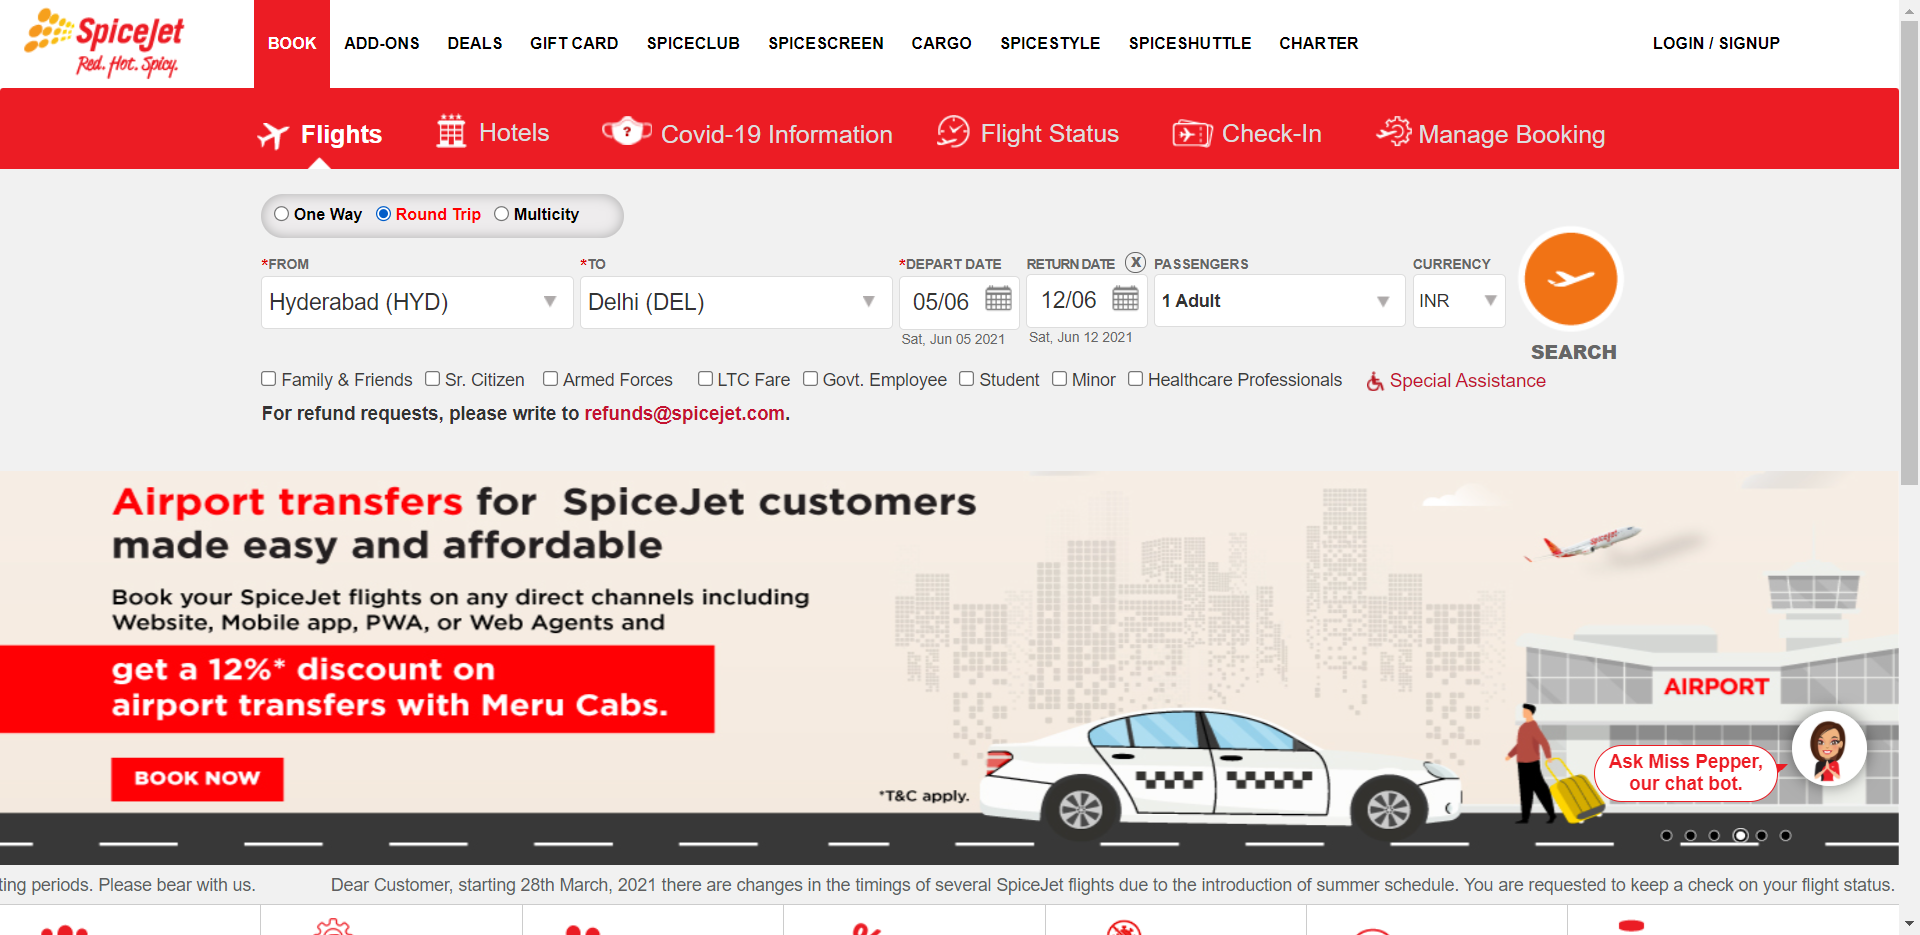 SpiceJet
Red. Hot. Spicy.
BOOK ADD-ONS DEALS GIFT CARD SPICECLUB SPICESCREEN CARGO SPICESTYLE SPICESHUTTLE CHARTER LOGIN / SIGNUP
Flights Hotels ? Covid-19 Information Flight Status Check-In Manage Booking
One Way Round Trip Multicity
*FROM *TO *DEPART DATE RETURN DATE X PASSENGERS CURRENCY
Hyderabad (HYD) Delhi (DEL) 05/06 12/06 1 Adult INR
Sat, Jun 05 2021 Sat, Jun 12 2021
SEARCH
Family & Friends Sr. Citizen Armed Forces LTC Fare Govt. Employee Student Minor Healthcare Professionals Special Assistance
For refund requests, please write to refunds@spicejet.com.
Airport transfers for SpiceJet customers
made easy and affordable
Book your SpiceJet flights on any direct channels including
Website, Mobile app, PWA, or Web Agents and
get a 12%* discount on
airport transfers with Meru Cabs.
BOOK NOW
*T&C apply.
spicejet
AIRPORT
Ask Miss Pepper,
our chat bot.
ting periods. Please bear with us. Dear Customer, starting 28th March, 2021 there are changes in the timings of several SpiceJet flights due to the introduction of summer schedule. You are requested to keep a check on your flight status.